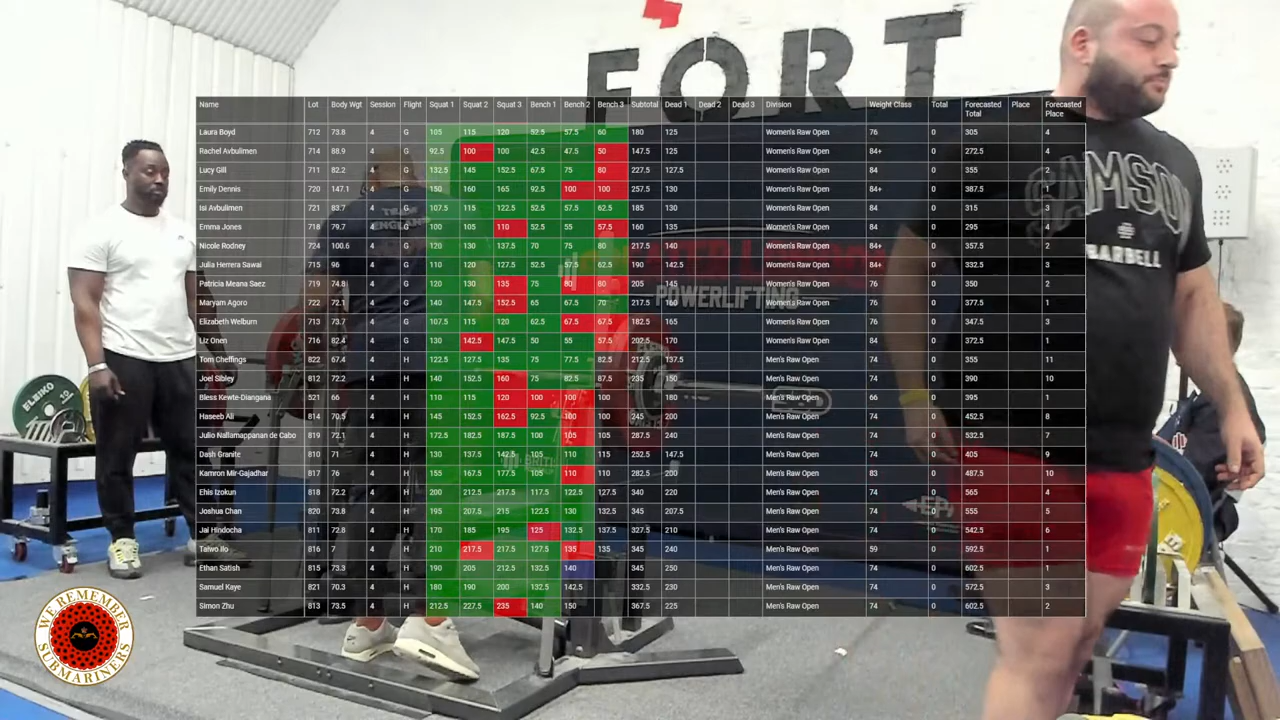 FORT
Name Lot Body Wgt Session Flight Squat 1 Squat 2 Squat 3 Bench 1 Bench 2 Bench 3 Subtotal Dead 1 Dead 2 Dead 3 Division Weight Class Total Forecasted Total Place Forecasted Place
Laura Boyd 712 73.8 4 G 105 115 120 52.5 57.5 60 180 125 Women's Raw Open 76 0 305 4
Rachel Avbulimen 714 88.9 4 G 92.5 100 100 42.5 47.5 50 147.5 125 Women's Raw Open 84+ 0 272.5 4
Lucy Gill 711 82.2 4 G 132.5 145 152.5 67.5 75 80 227.5 127.5 Women's Raw Open 84 0 355 2
Emily Dennis 720 147.1 4 G 150 160 165 92.5 100 100 257.5 130 Women's Raw Open 84+ 0 387.5 1
Isi Avbulimen 721 83.7 4 G 107.5 115 122.5 52.5 57.5 62.5 185 130 Women's Raw Open 84 0 315 3
Emma Jones 718 79.7 4 G 100 105 110 52.5 55 57.5 160 135 Women's Raw Open 84 0 295 4
Nicole Rodney 724 100.6 4 G 120 130 137.5 70 75 80 217.5 140 Women's Raw Open 84+ 0 357.5 2
Julia Herrera Sawai 715 96 4 G 110 120 127.5 52.5 57.5 62.5 190 142.5 Women's Raw Open 84+ 0 332.5 3
Patricia Meana Saez 719 74.8 4 G 120 130 135 75 80 80 205 145 Women's Raw Open 76 0 350 2
Maryam Agoro 722 72.1 4 G 140 147.5 152.5 65 67.5 70 217.5 160 Women's Raw Open 76 0 377.5 1
Elizabeth Welburn 713 73.7 4 G 107.5 115 120 62.5 67.5 67.5 182.5 165 Women's Raw Open 76 0 347.5 3
Liz Onen 716 82.4 4 G 130 142.5 147.5 50 55 57.5 202.5 170 Women's Raw Open 84 0 372.5 1
Tom Cheffings 822 67.4 4 H 122.5 127.5 135 75 77.5 82.5 212.5 137.5 Men's Raw Open 74 0 355 11
Joel Sibley 812 72.2 4 H 140 152.5 160 75 82.5 87.5 235 150 Men's Raw Open 74 0 390 10
Bless Kewte-Diangana 521 66 4 H 110 115 120 100 100 100 180 Men's Raw Open 66 0 395 1
Haseeb Ali 814 70.5 4 H 145 152.5 162.5 92.5 100 100 245 200 Men's Raw Open 74 0 452.5 8
Julio Nallamappanan de Cabo 819 72.1 4 H 172.5 182.5 187.5 100 105 105 287.5 240 Men's Raw Open 74 0 532.5 7
Dash Granite 810 71 4 H 130 137.5 142.5 105 110 115 252.5 147.5 Men's Raw Open 74 0 405 9
Kamron Mir-Gajadhar 817 76 4 H 155 167.5 177.5 105 110 110 282.5 200 Men's Raw Open 83 0 487.5 10
Ehis Izokun 818 72.2 4 H 200 212.5 217.5 117.5 122.5 127.5 340 220 Men's Raw Open 74 0 565 4
Joshua Chan 820 73.8 4 H 195 207.5 215 122.5 130 132.5 345 207.5 Men's Raw Open 74 0 555 5
Jai Hindocha 811 72.8 4 H 170 185 195 125 132.5 137.5 327.5 210 Men's Raw Open 74 0 542.5 6
Taiwo Ilo 816 7 4 H 210 217.5 217.5 127.5 135 135 345 240 Men's Raw Open 59 0 592.5 1
Ethan Satish 815 73.3 4 H 190 205 212.5 132.5 140 345 250 Men's Raw Open 74 0 602.5 1
Samuel Kaye 821 70.3 4 H 180 190 200 132.5 142.5 332.5 230 Men's Raw Open 74 0 572.5 3
Simon Zhu 813 73.5 4 H 212.5 227.5 235 140 150 367.5 225 Men's Raw Open 74 0 602.5 2
ENGLAND
POWERLIFTING
SAMSON
BARBELL
ELEIKO
10
WE REMEMBER
SUBMARINERS